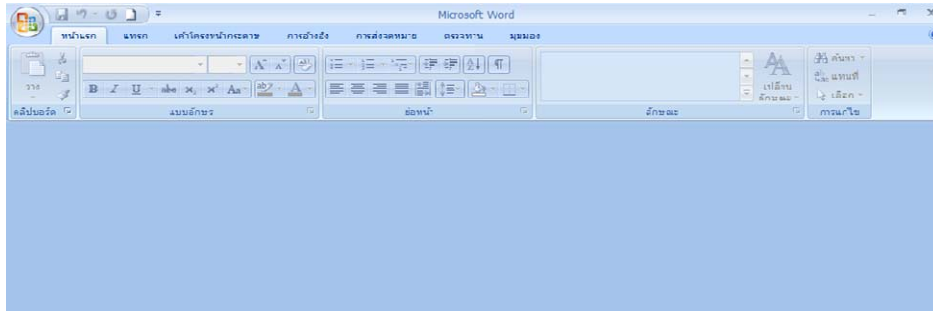 Microsoft Word
หน้าแรก แทรก เค้าโครงหน้ากระดาษ การอ้างอิง การส่งจดหมาย ตรวจทาน มุมมอง
ค้นหา
แทนที่
เลือก
วาง
เปลี่ยน
ลักษณะ
B I U abe x₂ x² Aa ab A
คลิปบอร์ด แบบอักษร ย่อหน้า ลักษณะ การแก้ไข